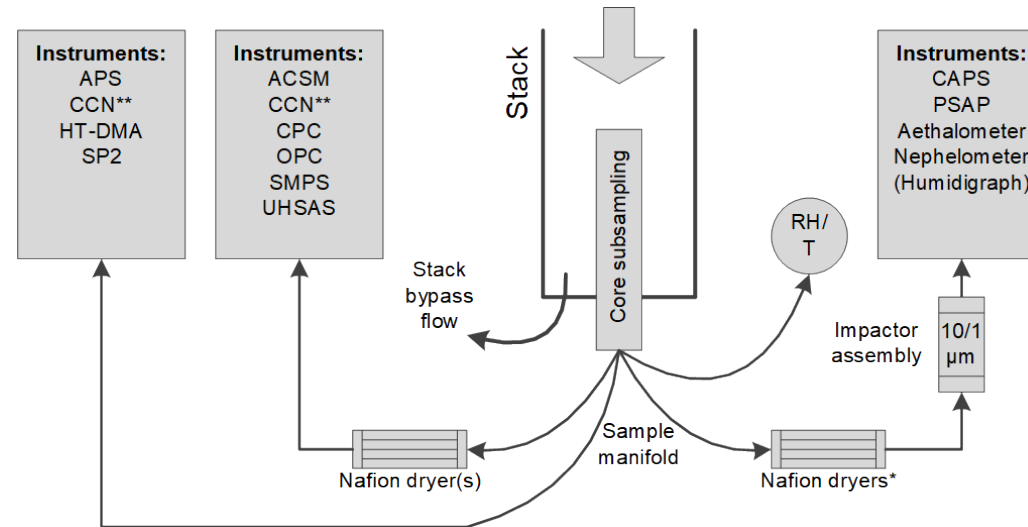 Instruments:
APS
CCN**
HT-DMA
SP2
Instruments:
ACSM
CCN**
CPC
OPC
SMPS
UHSAS
Stack
Core subsampling
Stack
bypass
flow
RH/
T
Instruments:
CAPS
PSAP
Aethalometer
Nephelometer
(Humidigraph)
Impactor
assembly
10/1
µm
Sample
manifold
Nafion dryer(s)
Nafion dryers*